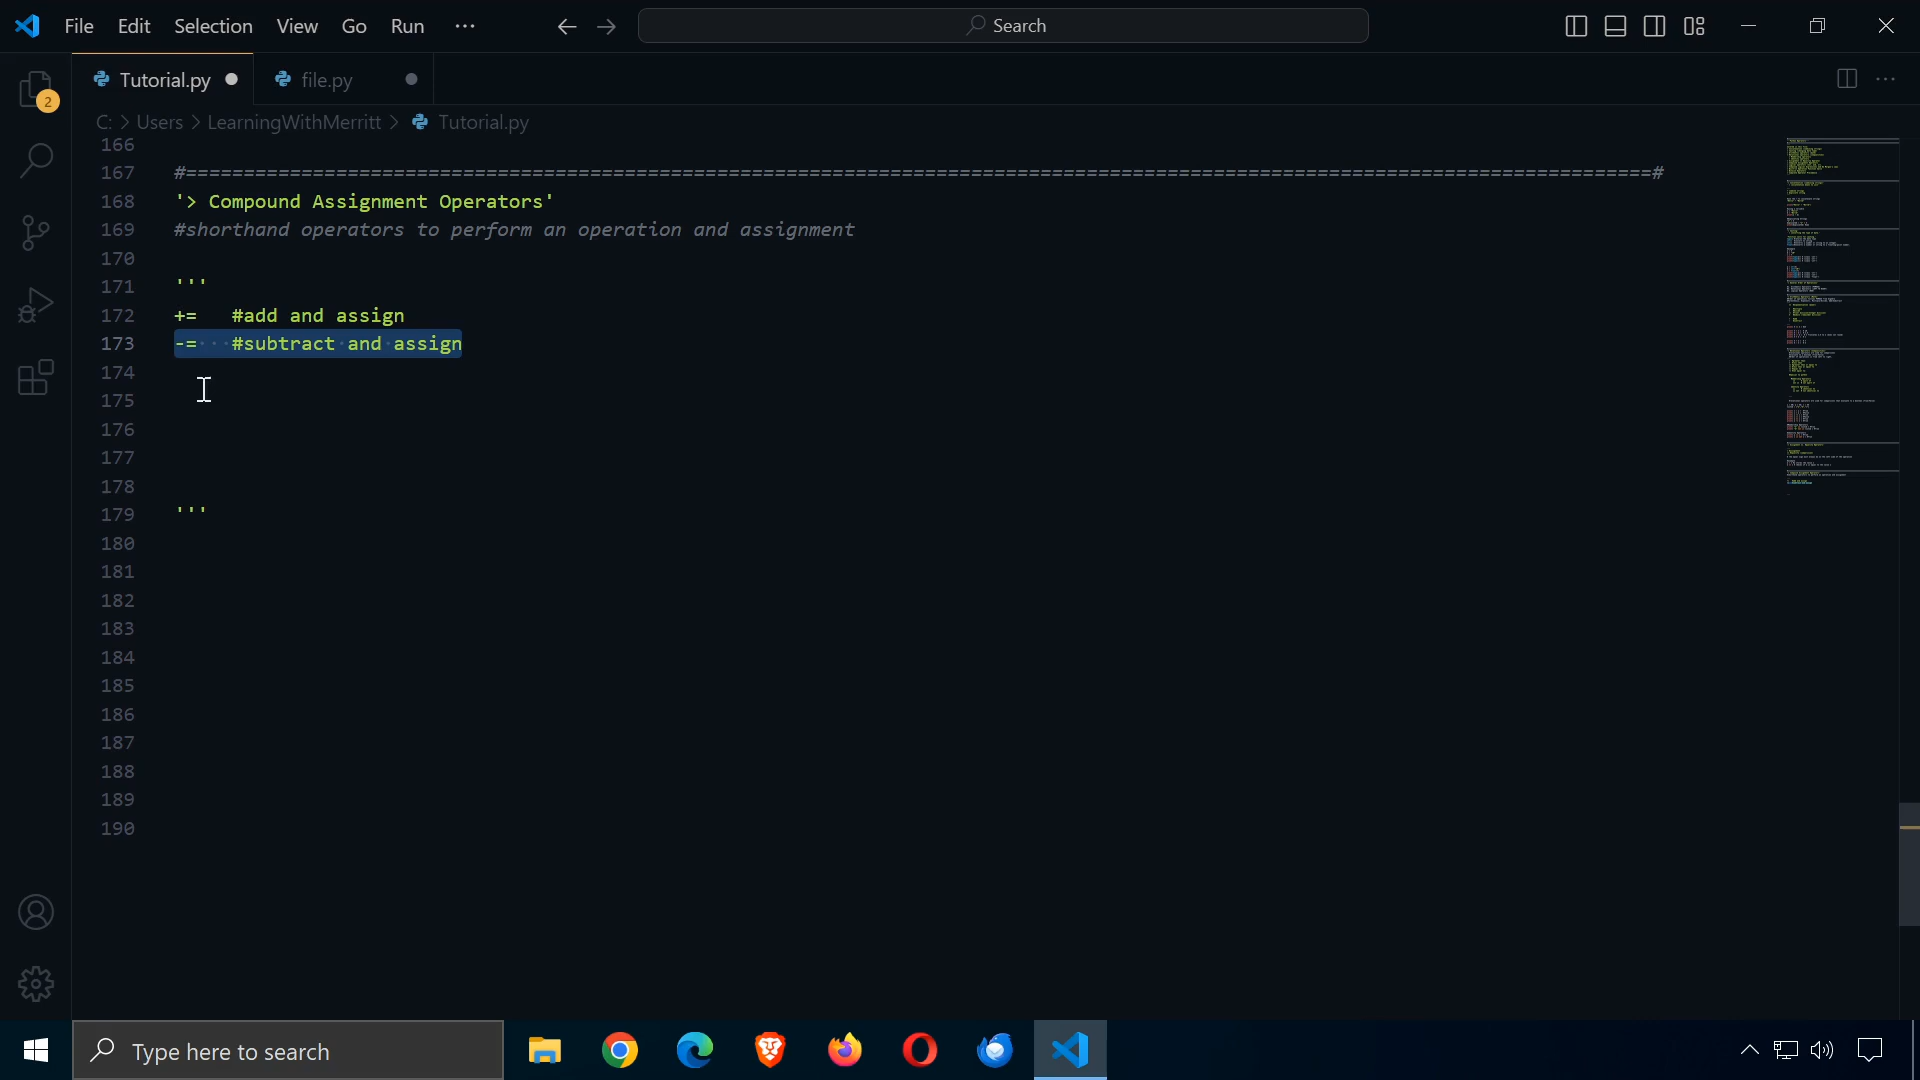 File Edit Selection View Go Run ···
Search
Tutorial.py
file.py
2
C: > Users > LearningWithMerritt > Tutorial.py
166
167 #===============================================================================================================================#
168 '> Compound Assignment Operators'
169 #shorthand operators to perform an operation and assignment
170
171 '''
172 += #add and assign
173 -= #subtract and assign
174
175
176
177
178
179 '''
180
181
182
183
184
185
186
187
188
189
190
Type here to search